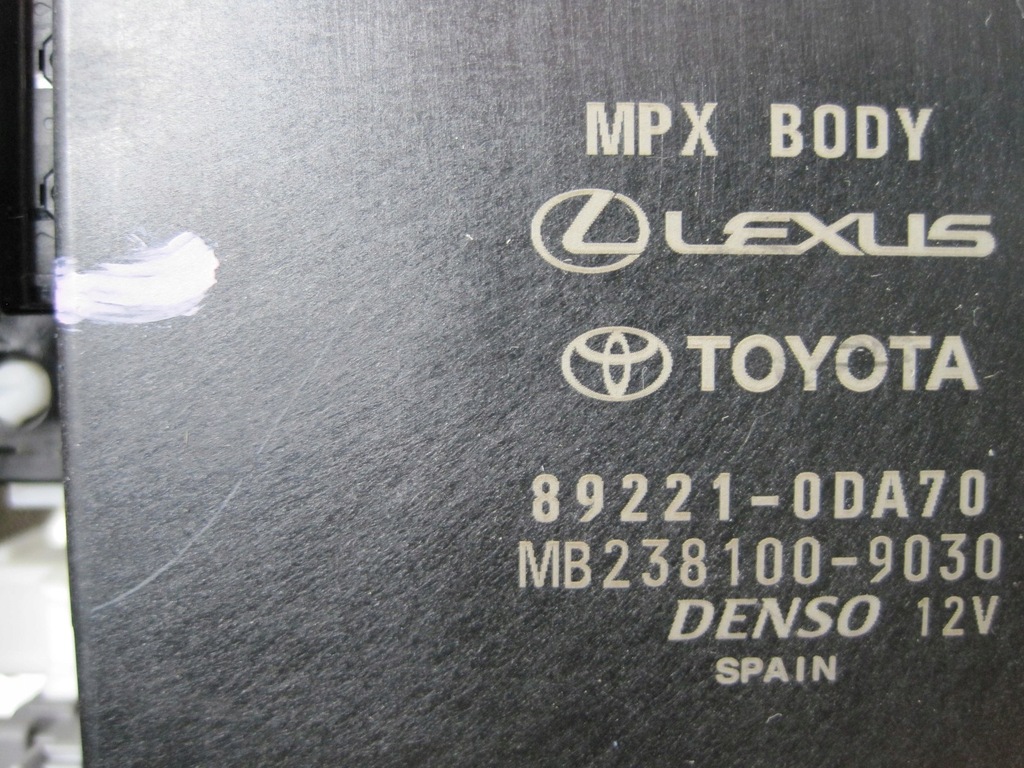 MPX BODY
LEXUS
TOYOTA
89221-0DA70
MB238100-9030
DENSO 12V
SPAIN